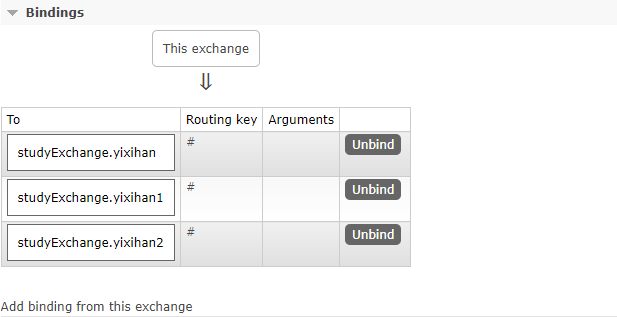 Bindings
This exchange
⇓
To Routing key Arguments
studyExchange.yixihan # Unbind
studyExchange.yixihan1 # Unbind
studyExchange.yixihan2 # Unbind
Add binding from this exchange